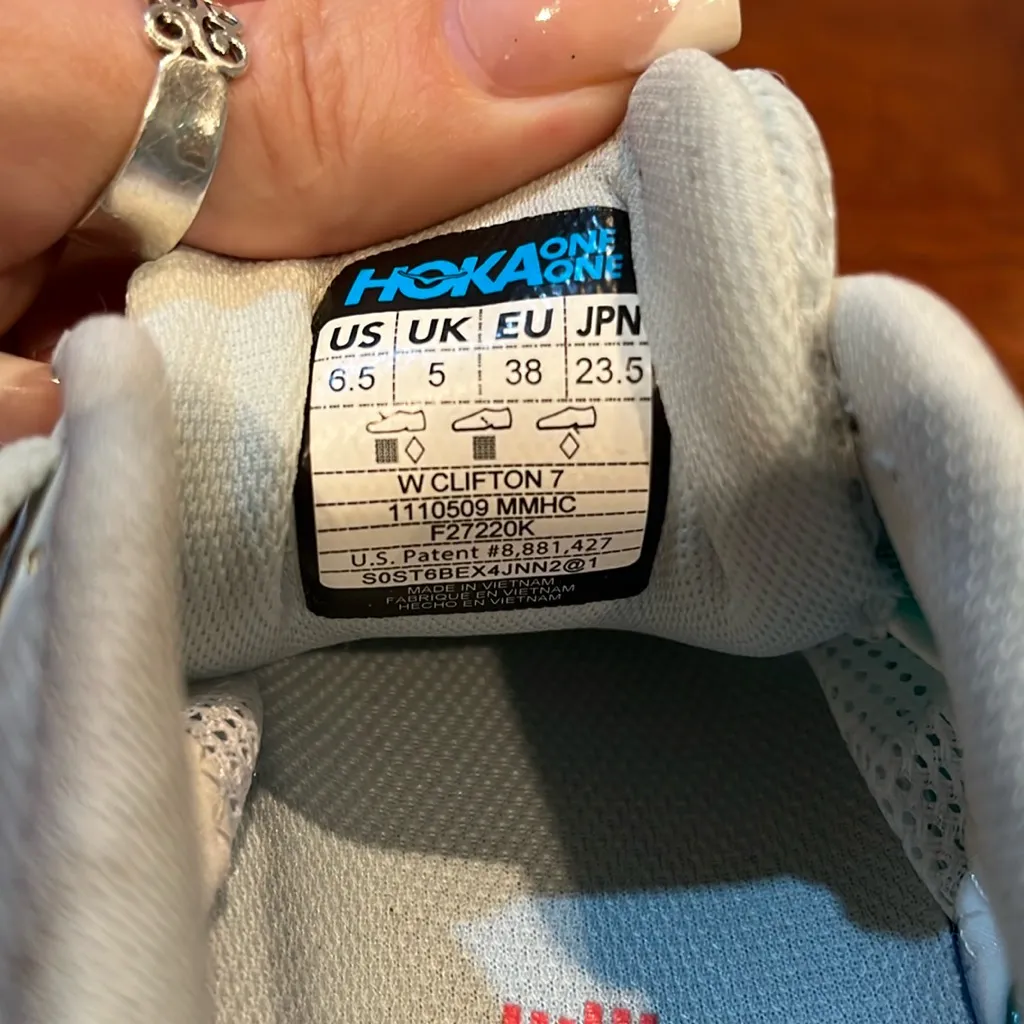 HOKA ONE ONE
US UK EU JPN
6.5 5 38 23.5
W CLIFTON 7
1110509 MMHC
F27220K
U.S. Patent #8,881,427
S0ST6BEX4JNN2@1
MADE IN VIETNAM
FABRIQUE EN VIETNAM
HECHO EN VIETNAM